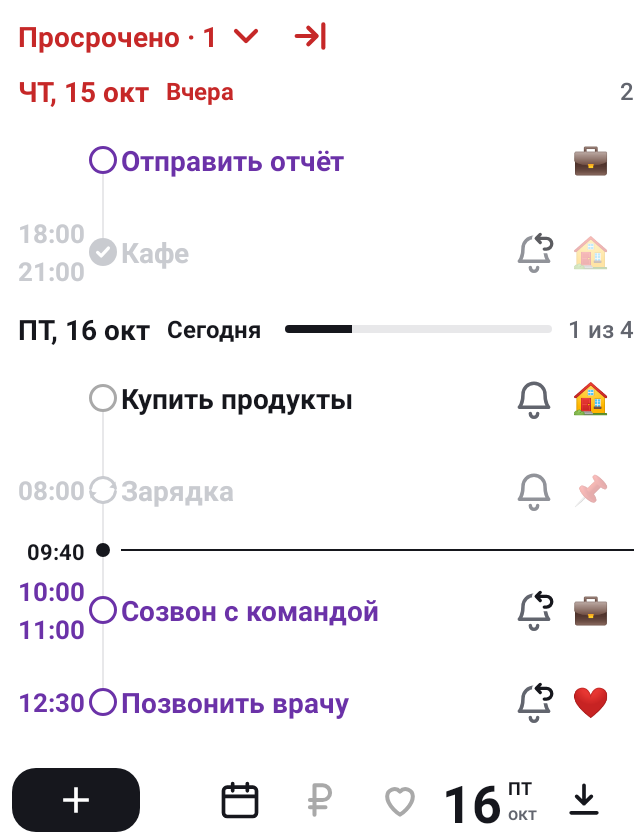 Просрочено · 1
ЧТ, 15 окт Вчера 2
Отправить отчёт
18:00
21:00
Кафе
ПТ, 16 окт Сегодня 1 из 4
Купить продукты
08:00 Зарядка
09:40
10:00
11:00
Созвон с командой
12:30 Позвонить врачу
16 ПТ
окт